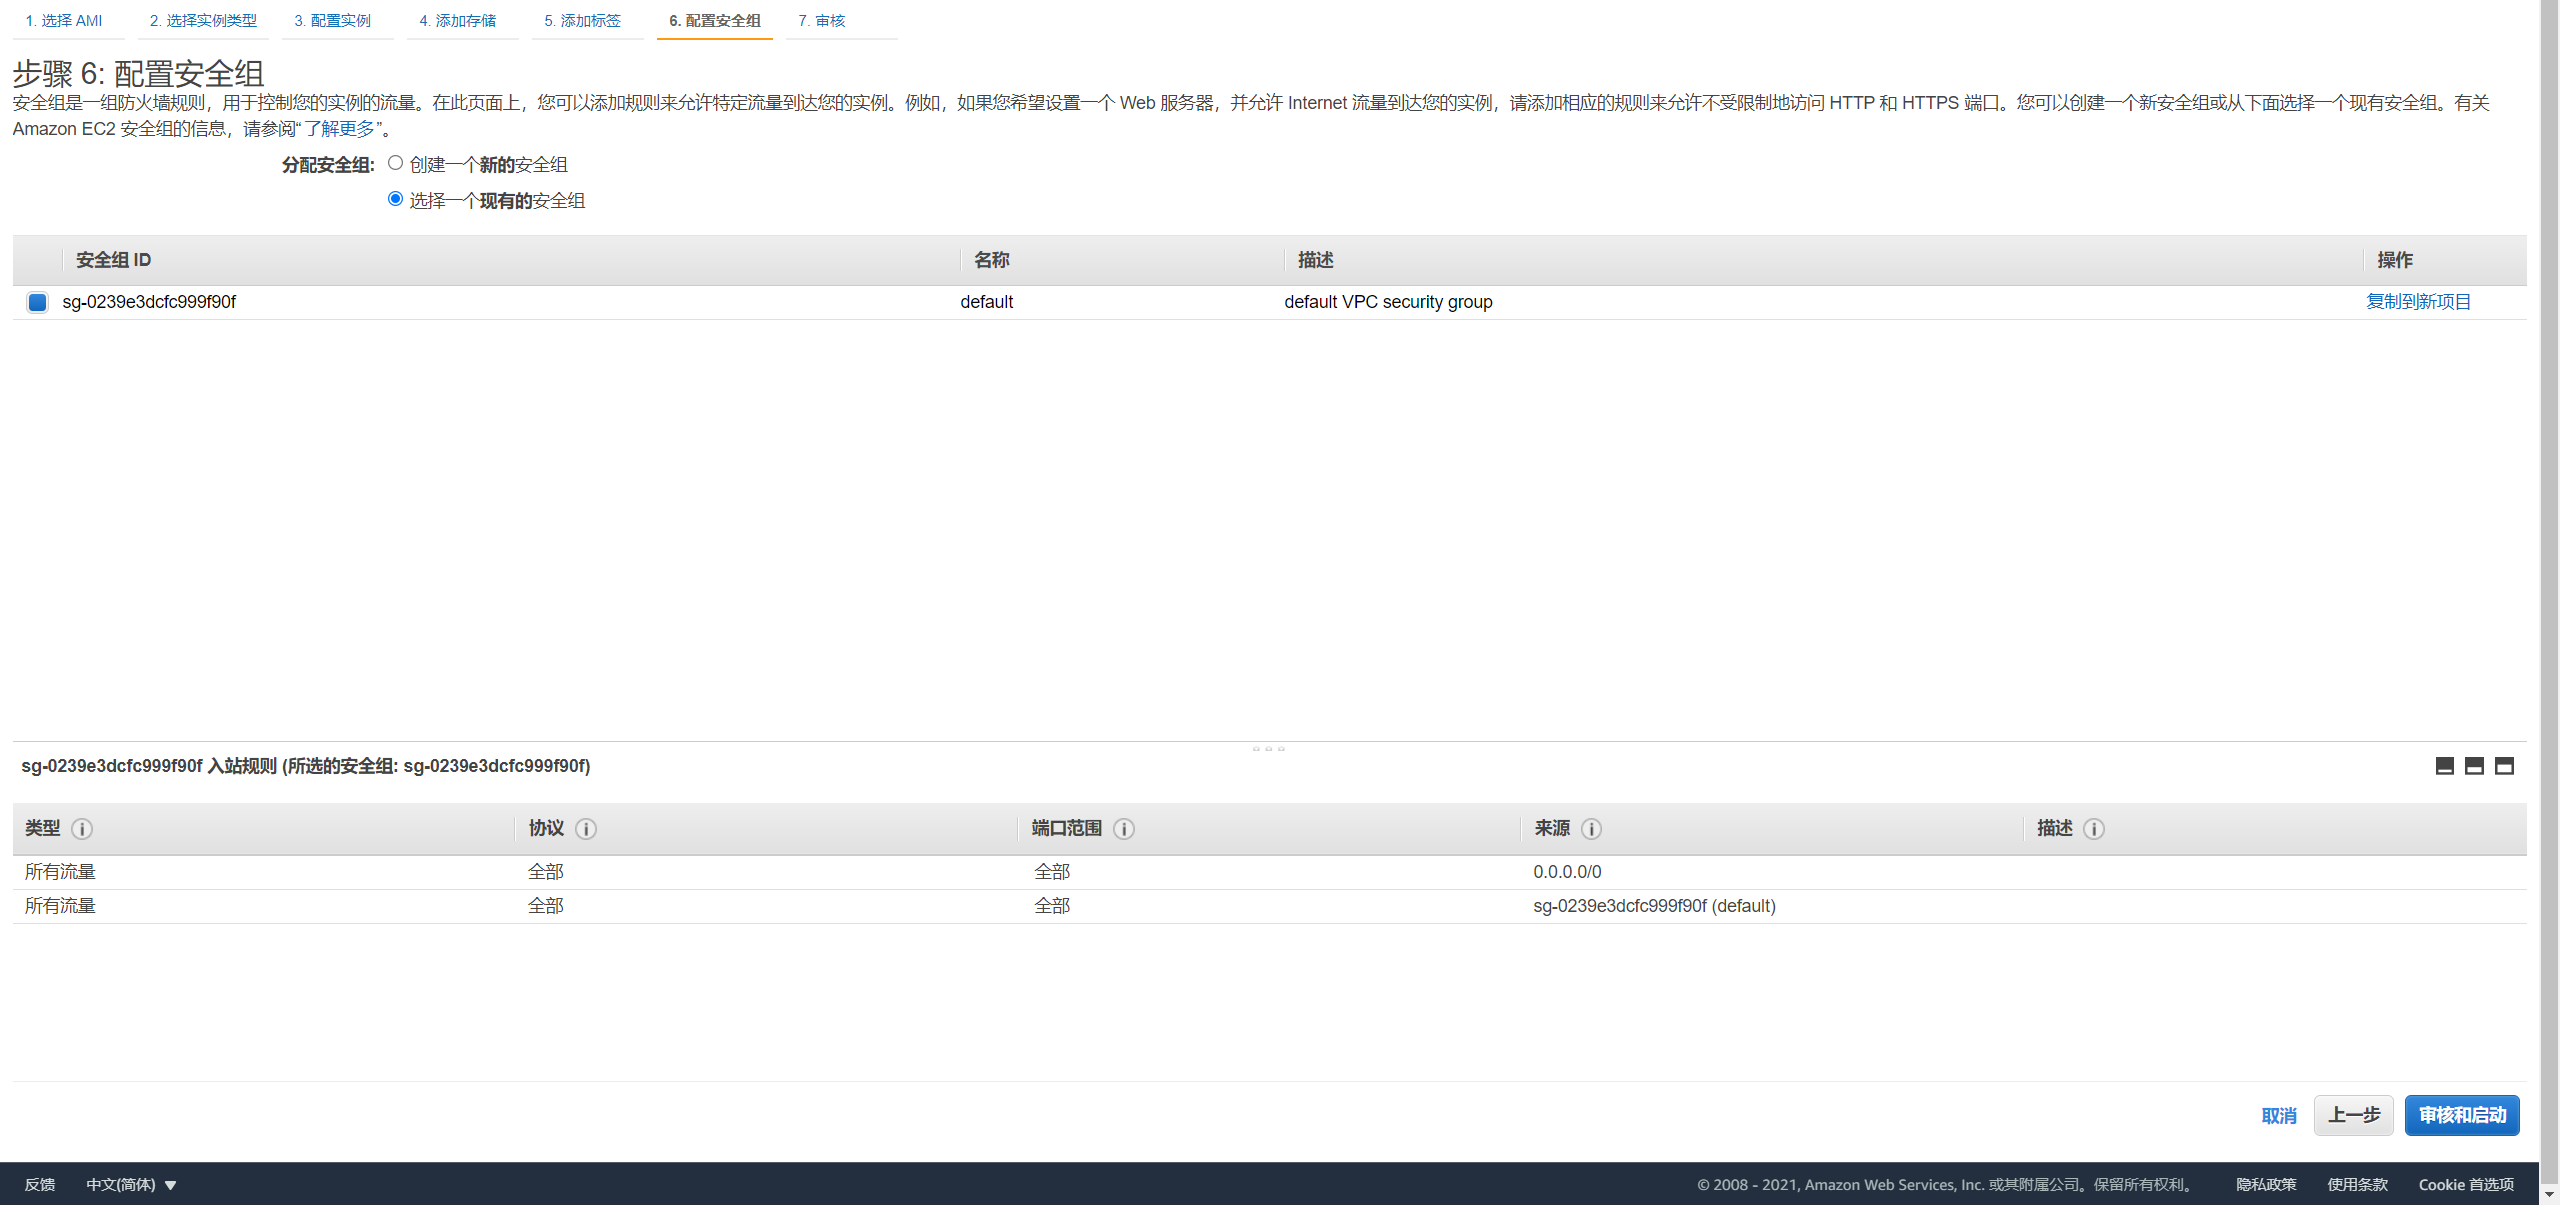 1. 选择 AMI 2. 选择实例类型 3. 配置实例 4. 添加存储 5. 添加标签 6. 配置安全组 7. 审核
步骤 6: 配置安全组
安全组是一组防火墙规则，用于控制您的实例的流量。在此页面上，您可以添加规则来允许特定流量到达您的实例。例如，如果您希望设置一个 Web 服务器，并允许 Internet 流量到达您的实例，请添加相应的规则来允许不受限制地访问 HTTP 和 HTTPS 端口。您可以创建一个新安全组或从下面选择一个现有安全组。有关
Amazon EC2 安全组的信息，请参阅“了解更多”。
分配安全组: 创建一个新的安全组
选择一个现有的安全组
安全组 ID 名称 描述 操作
sg-0239e3dcfc999f90f default default VPC security group 复制到新项目
sg-0239e3dcfc999f90f 入站规则 (所选的安全组: sg-0239e3dcfc999f90f)
类型 协议 端口范围 来源 描述
所有流量 全部 全部 0.0.0.0/0
所有流量 全部 全部 sg-0239e3dcfc999f90f (default)
取消 上一步 审核和启动
反馈 中文(简体) © 2008 - 2021, Amazon Web Services, Inc. 或其附属公司。保留所有权利。 隐私政策 使用条款 Cookie 首选项